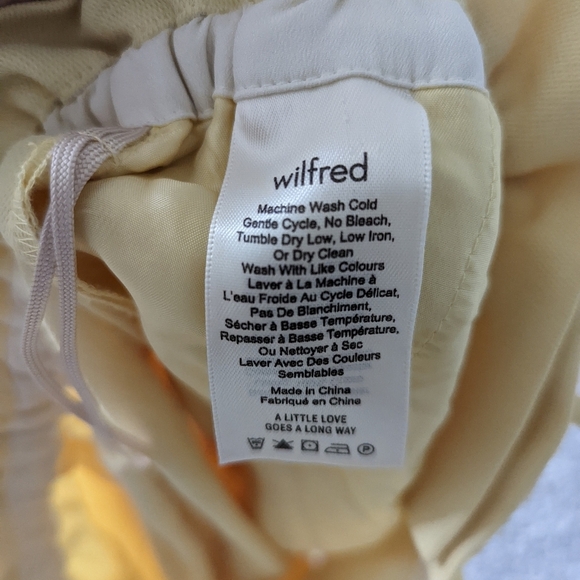 wilfred
Machine Wash Cold
Gentle Cycle, No Bleach,
Tumble Dry Low, Low Iron,
Or Dry Clean
Wash With Like Colours
Laver à La Machine à
L'eau Froide Au Cycle Délicat,
Pas De Blanchiment,
Sécher à Basse Température,
Repasser à Basse Température,
Ou Nettoyer à Sec
Laver Avec Des Couleurs
Semblables
Made in China
Fabriqué en China
A LITTLE LOVE
GOES A LONG WAY